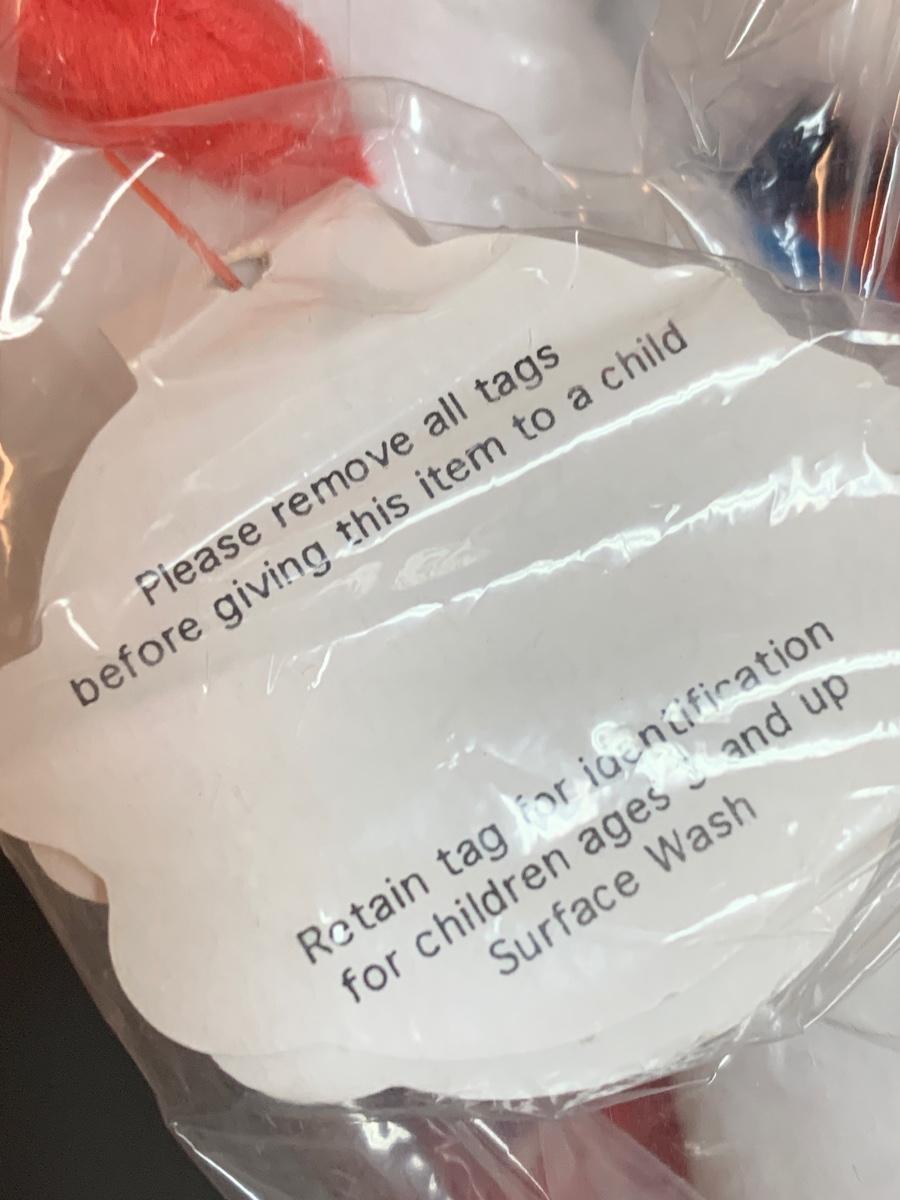 Please remove all tags
before giving this item to a child
Retain tag for identification
for children ages and up
Surface Wash